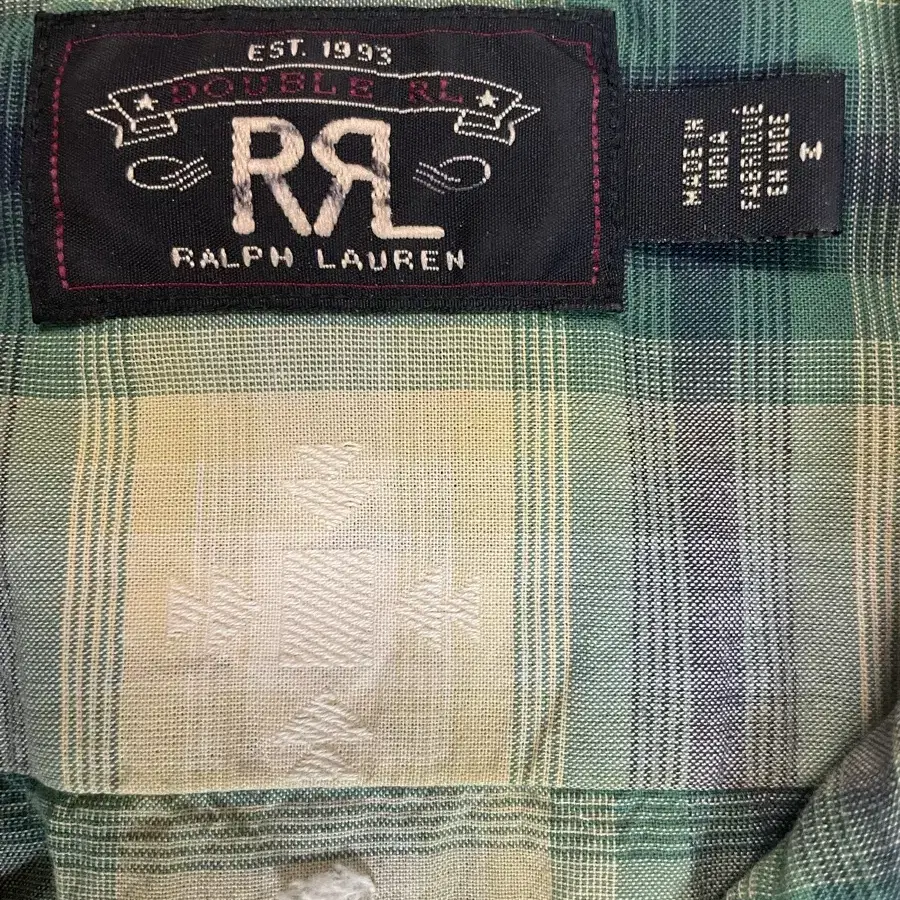 EST. 1993
DOUBLE RL
RRL
RALPH LAUREN
MADE IN
INDIA
FABRIQUÉ
EN INDE
M